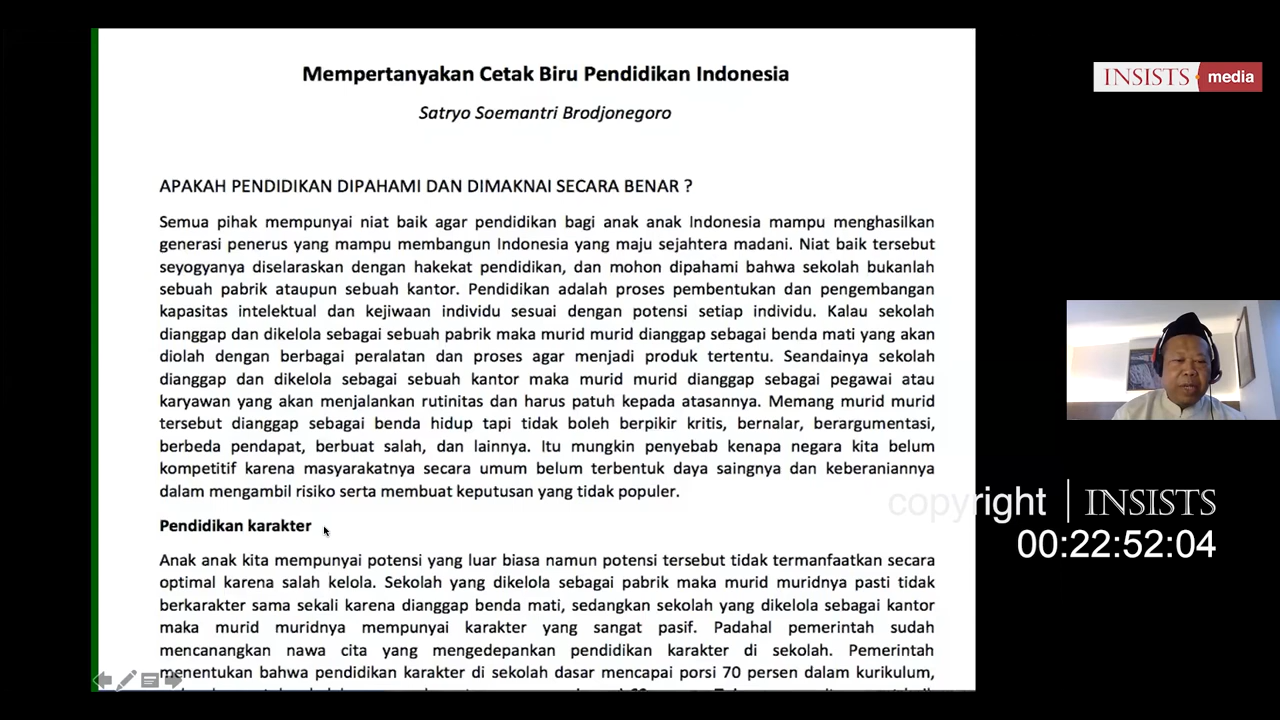 Mempertanyakan Cetak Biru Pendidikan Indonesia
Satryo Soemantri Brodjonegoro
APAKAH PENDIDIKAN DIPAHAMI DAN DIMAKNAI SECARA BENAR ?
Semua pihak mempunyai niat baik agar pendidikan bagi anak anak Indonesia mampu menghasilkan
generasi penerus yang mampu membangun Indonesia yang maju sejahtera madani. Niat baik tersebut
seyogyanya diselaraskan dengan hakekat pendidikan, dan mohon dipahami bahwa sekolah bukanlah
sebuah pabrik ataupun sebuah kantor. Pendidikan adalah proses pembentukan dan pengembangan
kapasitas intelektual dan kejiwaan individu sesuai dengan potensi setiap individu. Kalau sekolah
dianggap dan dikelola sebagai sebuah pabrik maka murid murid dianggap sebagai benda mati yang akan
diolah dengan berbagai peralatan dan proses agar menjadi produk tertentu. Seandainya sekolah
dianggap dan dikelola sebagai sebuah kantor maka murid murid dianggap sebagai pegawai atau
karyawan yang akan menjalankan rutinitas dan harus patuh kepada atasannya. Memang murid murid
tersebut dianggap sebagai benda hidup tapi tidak boleh berpikir kritis, bernalar, berargumentasi,
berbeda pendapat, berbuat salah, dan lainnya. Itu mungkin penyebab kenapa negara kita belum
kompetitif karena masyarakatnya secara umum belum terbentuk daya saingnya dan keberaniannya
dalam mengambil risiko serta membuat keputusan yang tidak populer.
Pendidikan karakter
Anak anak kita mempunyai potensi yang luar biasa namun potensi tersebut tidak termanfaatkan secara
optimal karena salah kelola. Sekolah yang dikelola sebagai pabrik maka murid muridnya pasti tidak
berkarakter sama sekali karena dianggap benda mati, sedangkan sekolah yang dikelola sebagai kantor
maka murid muridnya mempunyai karakter yang sangat pasif. Padahal pemerintah sudah
mencanangkan nawa cita yang mengedepankan pendidikan karakter di sekolah. Pemerintah
menentukan bahwa pendidikan karakter di sekolah dasar mencapai porsi 70 persen dalam kurikulum,
INSISTS media
copyright | INSISTS
00:22:52:04